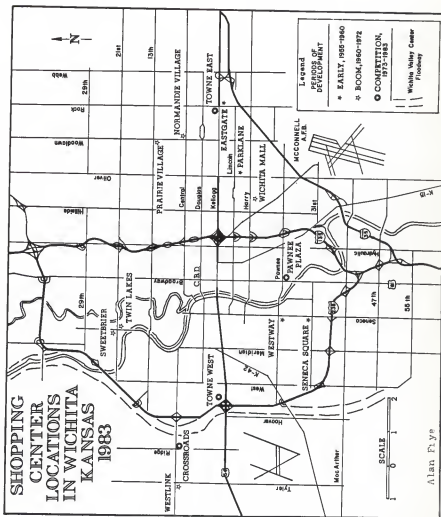 SHOPPING
CENTER
LOCATIONS
IN WICHITA
KANSAS
1983
N
21st
13th
29th
Webb
Rock
Woodlawn
Oliver
Hillside
Hydraulic
Broadway
Seneca
Meridian
West
Hoover
Ridge
Tyler
MacArthur
29th
NORMANDIE VILLAGE
TOWNE EAST
PRAIRIE VILLAGE
Central
Douglas
Kellogg
EASTGATE
Lincoln
PARKLANE
Harry
WICHITA MALL
31st
MCCONNELL
A.F.B.
K-15
SWEETBRIER
TWIN LAKES
C.B.D.
Pawnee
PAWNEE
PLAZA
WESTWAY
SENECA SQUARE
K-42
47th
55th
TOWNE WEST
CROSSROADS
WESTLINK
Legend
PERIODS OF
DEVELOPMENT
* EARLY, 1955-1960
☆ BOOM, 1960-1972
COMPETITION,
1973-1983
Wichita Valley Center
Floodway
1 0 1 2
SCALE
Alan Frye